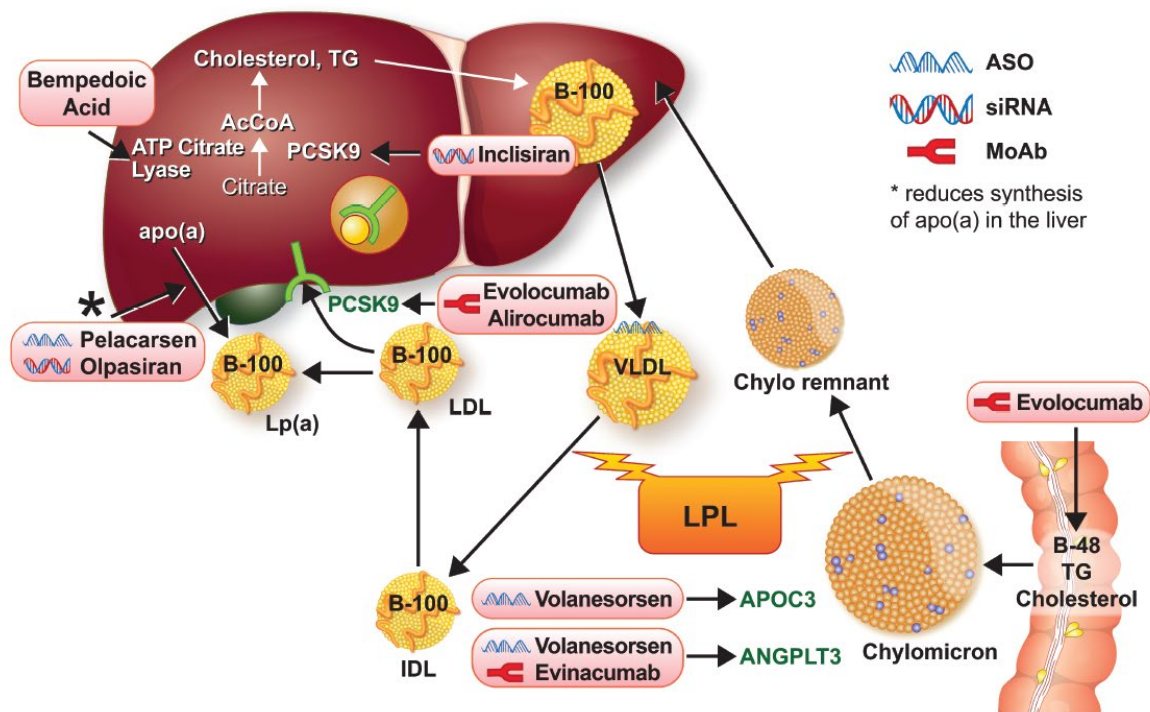 Cholesterol, TG
B-100
Bempedoic
Acid
AcCoA
ATP Citrate
Lyase
PCSK9
Inclisiran
Citrate
apo(a)
ASO
siRNA
MoAb
* reduces synthesis
of apo(a) in the liver
*
Pelacarsen
Olpasiran
PCSK9
Evolocumab
Alirocumab
B-100
Lp(a)
B-100
LDL
VLDL
Chylo remnant
Evolocumab
LPL
B-48
TG
Cholesterol
B-100
IDL
Volanesorsen
APOC3
Volanesorsen
Evinacumab
ANGPLT3
Chylomicron